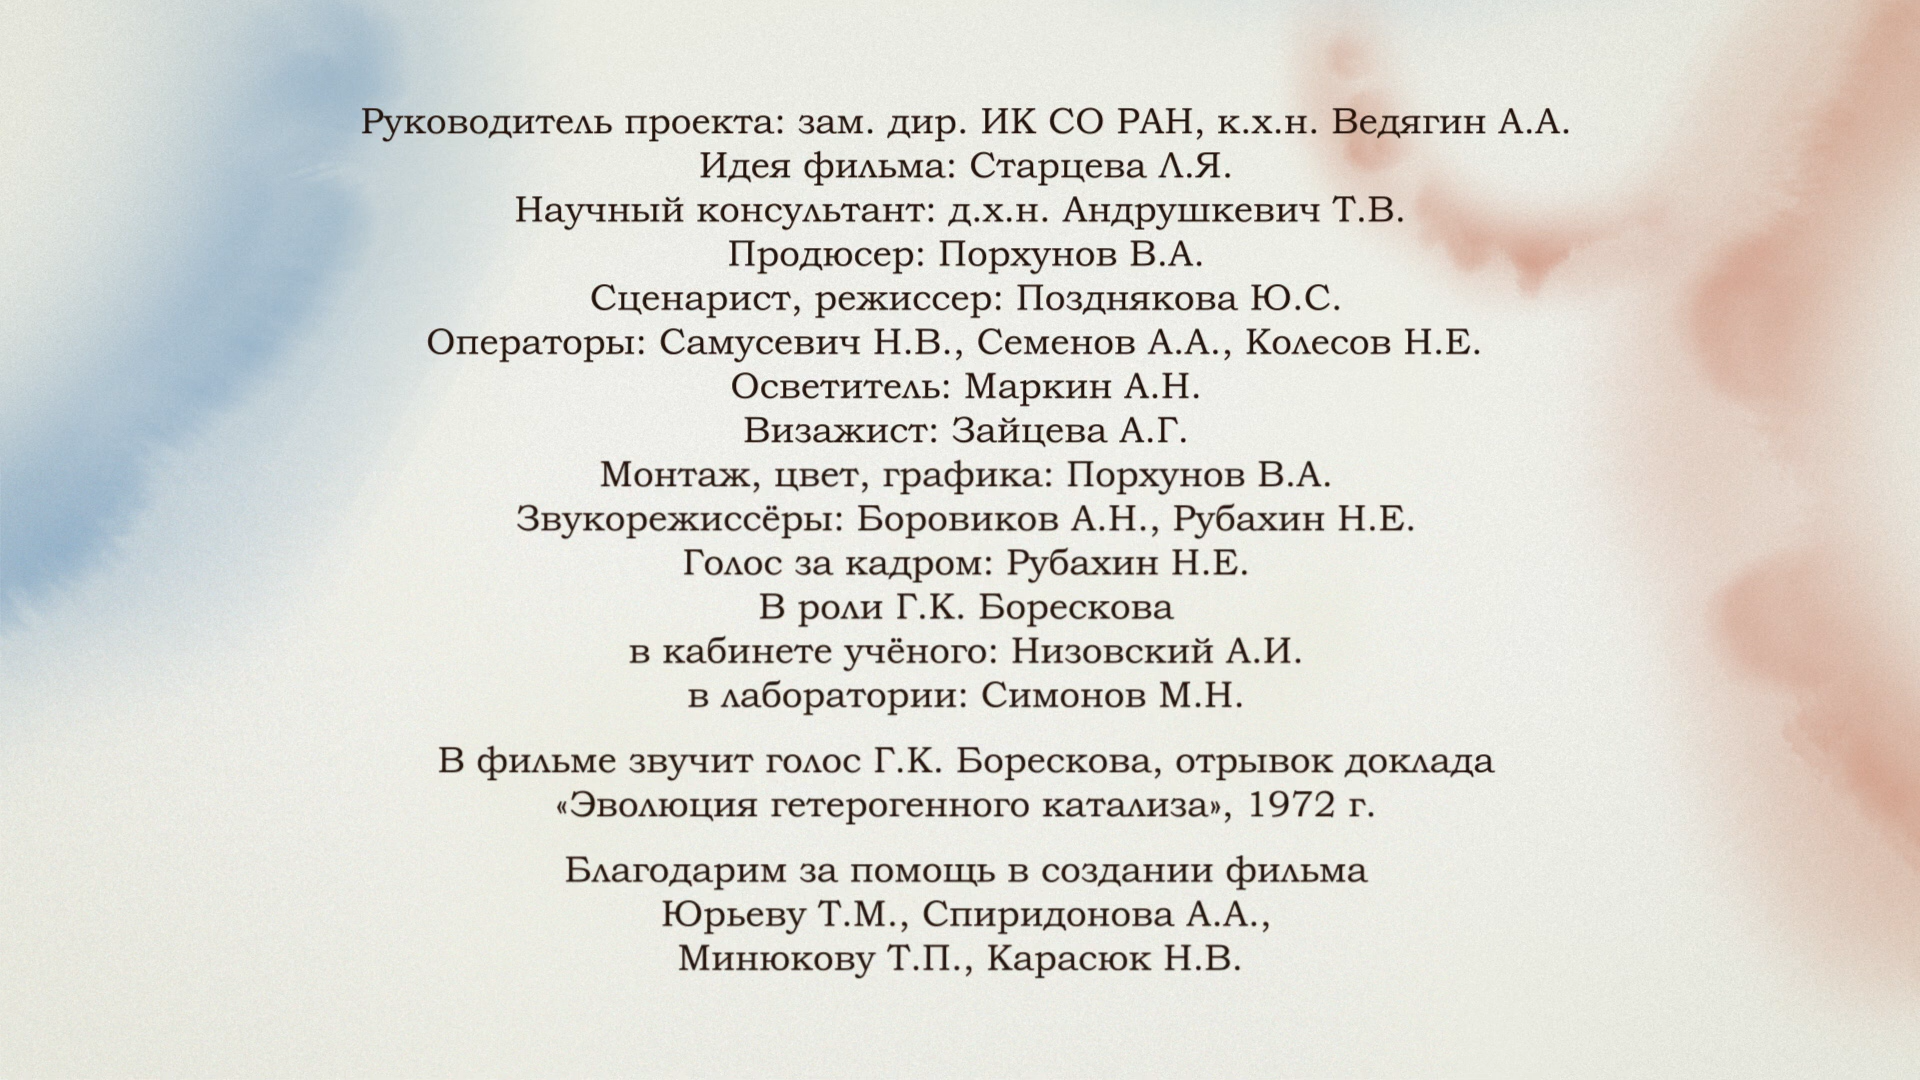 Руководитель проекта: зам. дир. ИК СО РАН, к.х.н. Ведягин А.А.
Идея фильма: Старцева Л.Я.
Научный консультант: д.х.н. Андрушкевич Т.В.
Продюсер: Порхунов В.А.
Сценарист, режиссер: Позднякова Ю.С.
Операторы: Самусевич Н.В., Семенов А.А., Колесов Н.Е.
Осветитель: Маркин А.Н.
Визажист: Зайцева А.Г.
Монтаж, цвет, графика: Порхунов В.А.
Звукорежиссёры: Боровиков А.Н., Рубахин Н.Е.
Голос за кадром: Рубахин Н.Е.
В роли Г.К. Борескова
в кабинете учёного: Низовский А.И.
в лаборатории: Симонов М.Н.
В фильме звучит голос Г.К. Борескова, отрывок доклада
«Эволюция гетерогенного катализа», 1972 г.
Благодарим за помощь в создании фильма
Юрьеву Т.М., Спиридонова А.А.,
Минюкову Т.П., Карасюк Н.В.